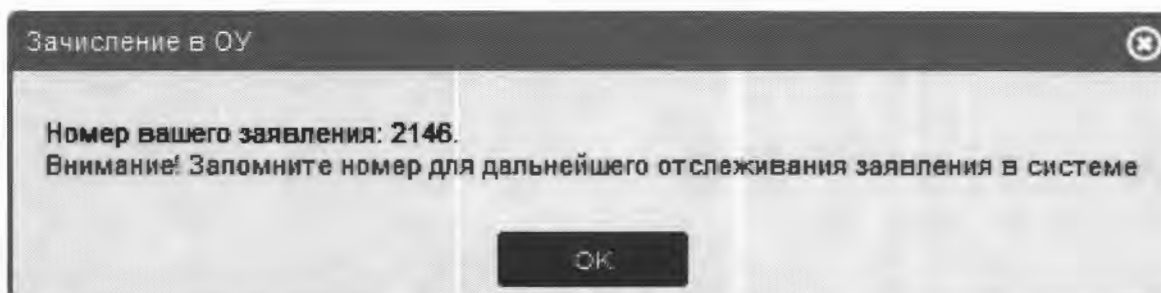 Зачисление в ОУ
Номер вашего заявления: 2146.
Внимание! Запомните номер для дальнейшего отслеживания заявления в системе
OK